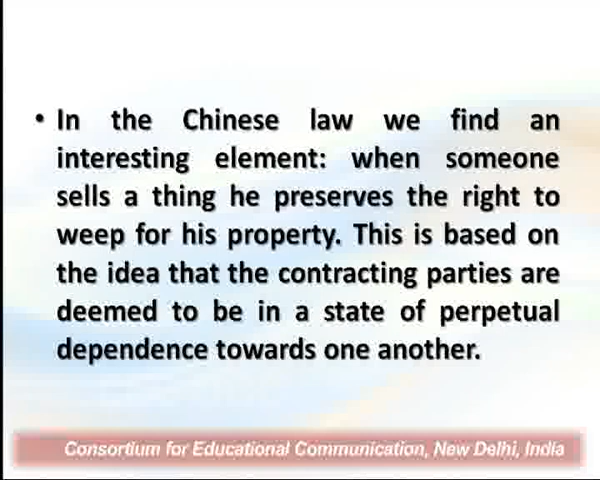 • In the Chinese law we find an
interesting element: when someone
sells a thing he preserves the right to
weep for his property. This is based on
the idea that the contracting parties are
deemed to be in a state of perpetual
dependence towards one another.
Consortium for Educational Communication, New Delhi, India